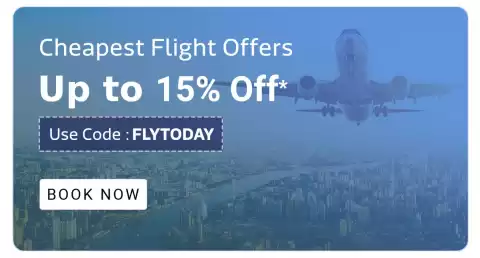 Cheapest Flight Offers
Up to 15% Off*
Use Code : FLYTODAY
BOOK NOW